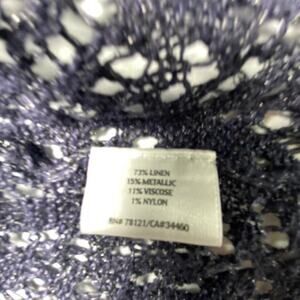 73% LINEN
15% METALLIC
11% VISCOSE
1% NYLON
RN# 78121/CA#34460